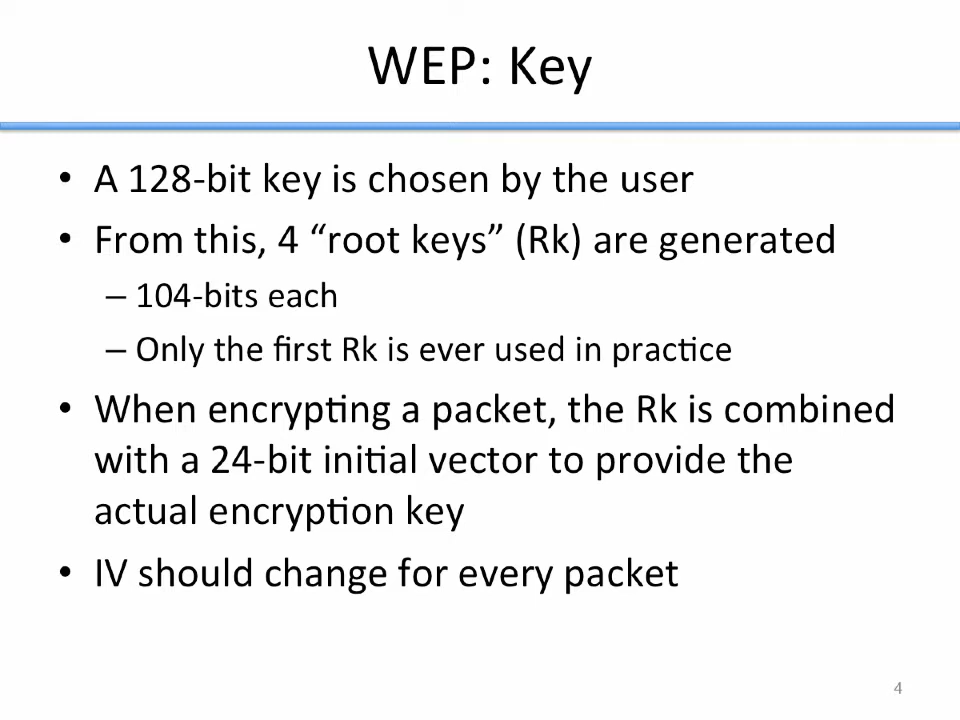 WEP: Key
• A 128-bit key is chosen by the user
• From this, 4 “root keys” (Rk) are generated
– 104-bits each
– Only the first Rk is ever used in practice
• When encrypting a packet, the Rk is combined
with a 24-bit initial vector to provide the
actual encryption key
• IV should change for every packet
4